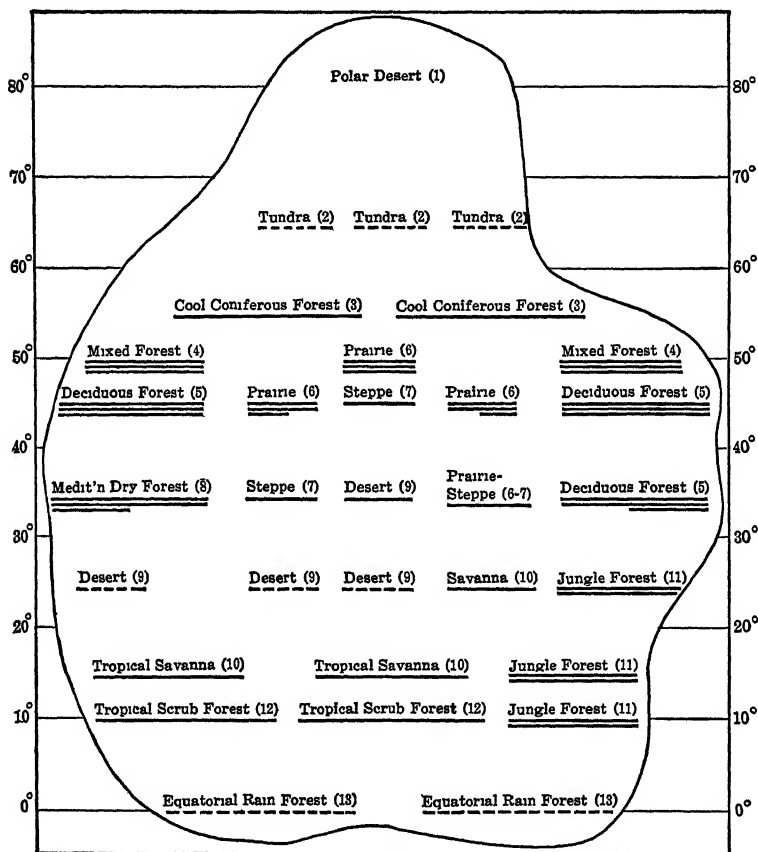 Polar Desert (1)
80° 80°
70° 70°
Tundra (2) Tundra (2) Tundra (2)
60° 60°
Cool Coniferous Forest (3) Cool Coniferous Forest (3)
Mixed Forest (4) Prairie (6) Mixed Forest (4)
50° 50°
Deciduous Forest (5) Prairie (6) Steppe (7) Prairie (6) Deciduous Forest (5)
40° 40°
Prairie-
Medit'n Dry Forest (8) Steppe (7) Desert (9) Steppe (6-7) Deciduous Forest (5)
30° 30°
Desert (9) Desert (9) Desert (9) Savanna (10) Jungle Forest (11)
20° 20°
Tropical Savanna (10) Tropical Savanna (10) Jungle Forest (11)
Tropical Scrub Forest (12) Tropical Scrub Forest (12) Jungle Forest (11)
10° 10°
Equatorial Rain Forest (13) Equatorial Rain Forest (13)
0° 0°